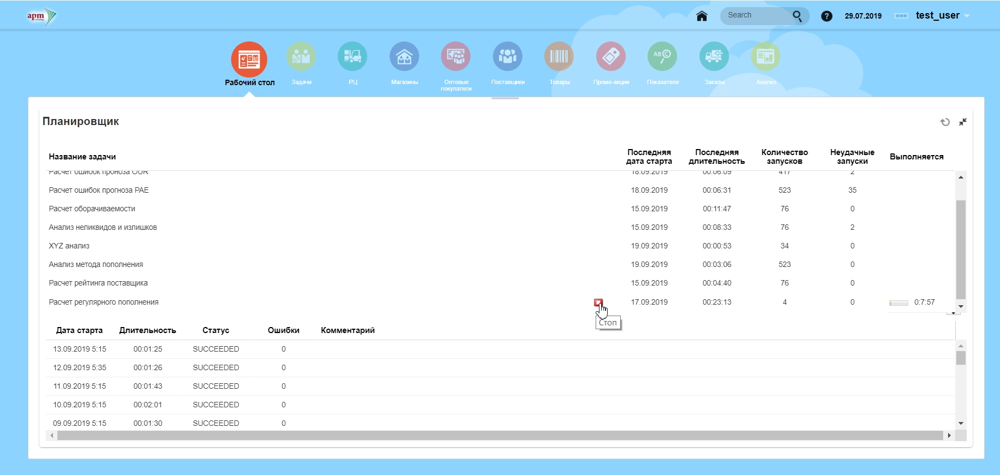 apm
Search
29.07.2019
test_user
Рабочий стол
Задачи
РЦ
Магазины
Оптовые
покупатели
Поставщики
Товары
Промо-акции
Показатели
Заказы
Анализ
Планировщик
Название задачи Последняя дата старта Последняя длительность Количество запусков Неудачные запуски Выполняется
Расчет ошибок проноза OUR 18.09.2019 00:06:09 417 2
Расчет ошибок прогноза PAE 18.09.2019 00:06:31 523 35
Расчет оборачиваемости 15.09.2019 00:11:47 76 0
Анализ неликвидов и излишков 15.09.2019 00:08:33 76 2
XYZ анализ 19.09.2019 00:00:53 34 0
Анализ метода пополнения 19.09.2019 00:03:06 523 0
Расчет рейтинга поставщика 15.09.2019 00:04:40 76 0
Расчет регулярного пополнения 17.09.2019 00:23:13 4 0 0:7:57
Стоп
Дата старта Длительность Статус Ошибки Комментарий
13.09.2019 5:15 00:01:25 SUCCEEDED 0
12.09.2019 5:35 00:01:26 SUCCEEDED 0
11.09.2019 5:15 00:01:43 SUCCEEDED 0
10.09.2019 5:15 00:02:01 SUCCEEDED 0
09.09.2019 5:15 00:01:30 SUCCEEDED 0